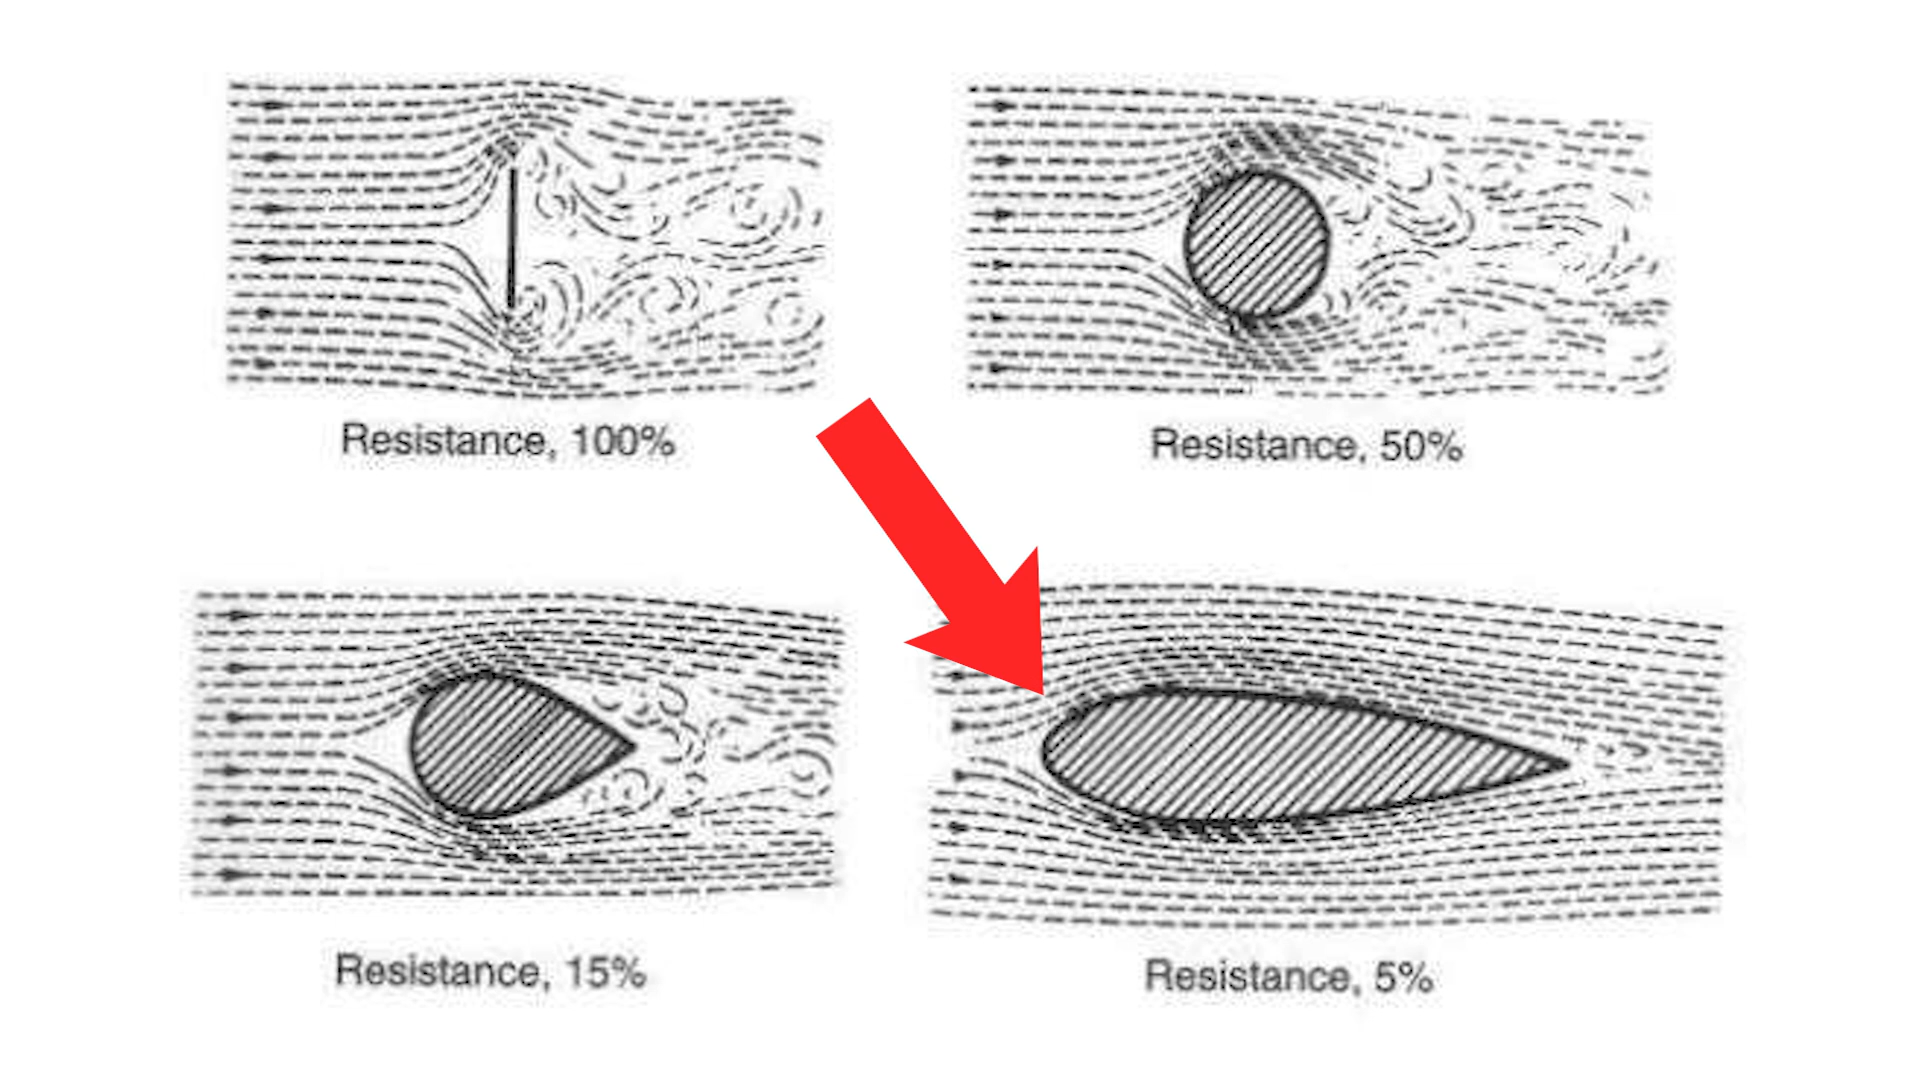 Resistance, 100%
Resistance, 50%
Resistance, 15%
Resistance, 5%